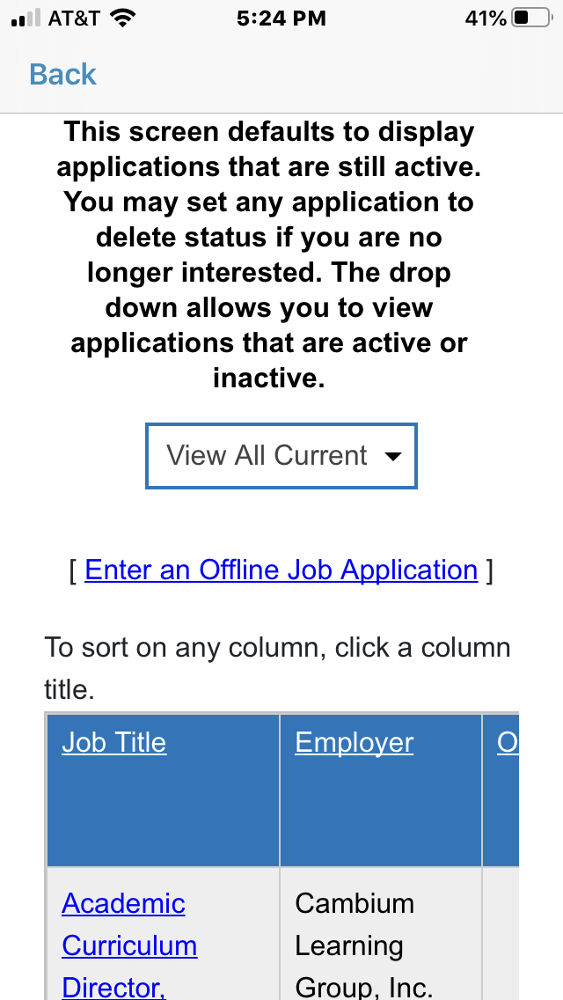 AT&T 5:24 PM 41%
Back
This screen defaults to display
applications that are still active.
You may set any application to
delete status if you are no
longer interested. The drop
down allows you to view
applications that are active or
inactive.
View All Current
[ Enter an Offline Job Application ]
To sort on any column, click a column
title.
Job Title Employer O
Academic Cambium
Curriculum Learning
Director, Group, Inc.